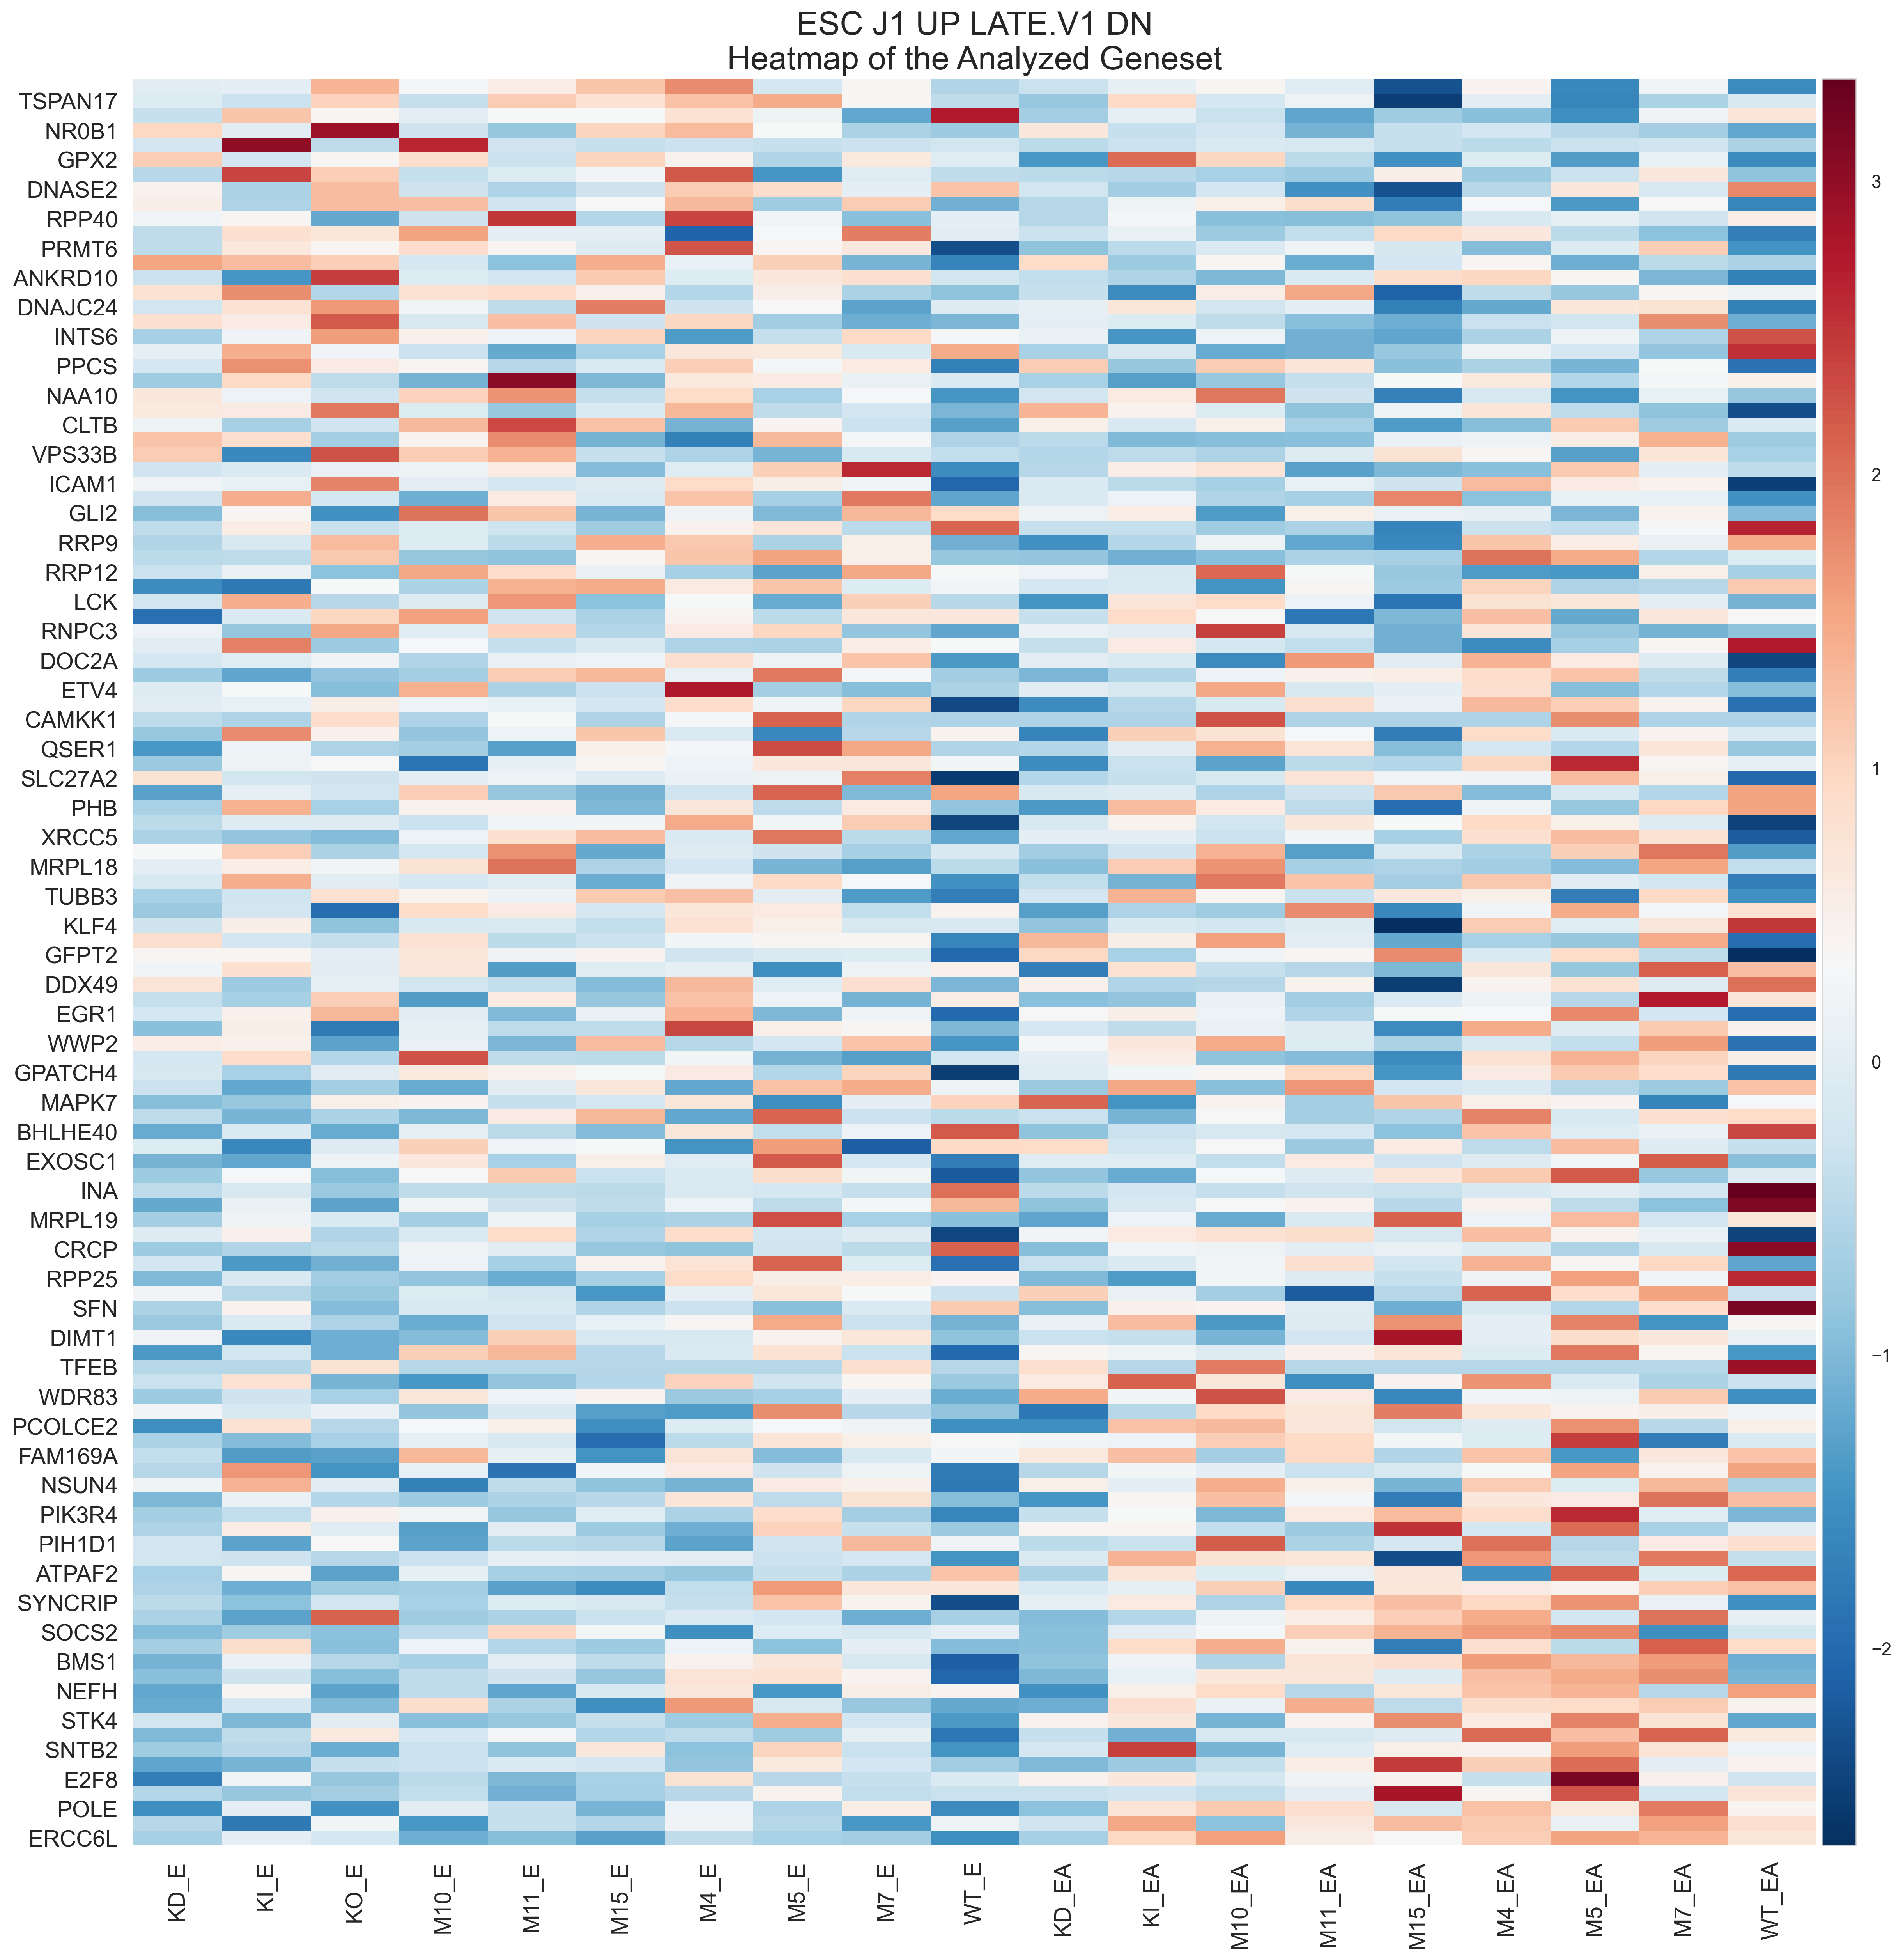 ESC J1 UP LATE.V1 DN
Heatmap of the Analyzed Geneset
TSPAN17
NR0B1
GPX2
DNASE2
RPP40
PRMT6
ANKRD10
DNAJC24
INTS6
PPCS
NAA10
CLTB
VPS33B
ICAM1
GLI2
RRP9
RRP12
LCK
RNPC3
DOC2A
ETV4
CAMKK1
QSER1
SLC27A2
PHB
XRCC5
MRPL18
TUBB3
KLF4
GFPT2
DDX49
EGR1
WWP2
GPATCH4
MAPK7
BHLHE40
EXOSC1
INA
MRPL19
CRCP
RPP25
SFN
DIMT1
TFEB
WDR83
PCOLCE2
FAM169A
NSUN4
PIK3R4
PIH1D1
ATPAF2
SYNCRIP
SOCS2
BMS1
NEFH
STK4
SNTB2
E2F8
POLE
ERCC6L
KD_E
KI_E
KO_E
M10_E
M11_E
M15_E
M4_E
M5_E
M7_E
WT_E
KD_EA
KI_EA
M10_EA
M11_EA
M15_EA
M4_EA
M5_EA
M7_EA
WT_EA
3
2
1
0
−1
−2